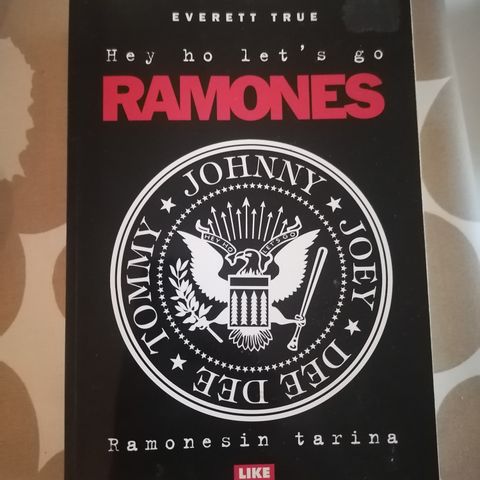 EVERETT TRUE
Hey ho let's go
RAMONES
JOHNNY ★ JOEY ★ DEE DEE ★ TOMMY ★
HEY HO LET'S GO
Ramonesin tarina
LIKE